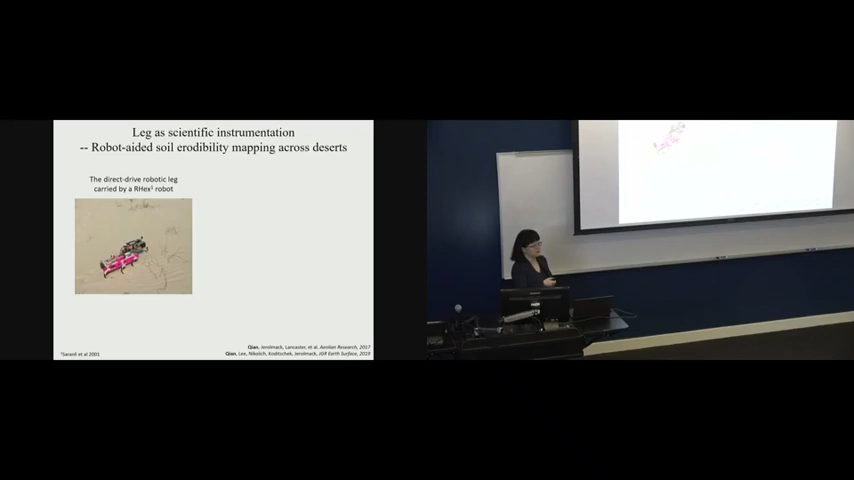 Leg as scientific instrumentation
-- Robot-aided soil erodibility mapping across deserts
The direct-drive robotic leg
carried by a RHex¹ robot
Qian, Jerolmack, Lancaster, et al. Aeolian Research, 2017
¹Saranli et al 2001
Qian, Lee, Nikolich, Koditschek, Jerolmack, JGR Earth Surface, 2019